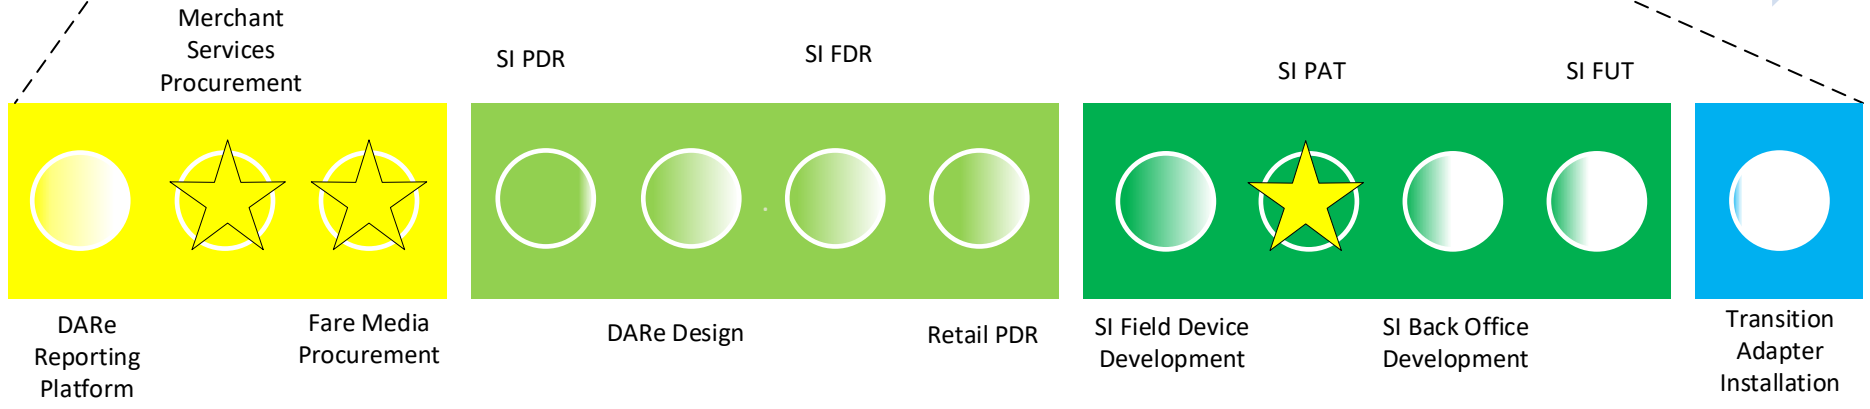 Merchant
Services
Procurement
SI PDR
SI FDR
SI PAT
SI FUT
DARe
Reporting
Platform
Fare Media
Procurement
DARe Design
Retail PDR
SI Field Device
Development
SI Back Office
Development
Transition
Adapter
Installation